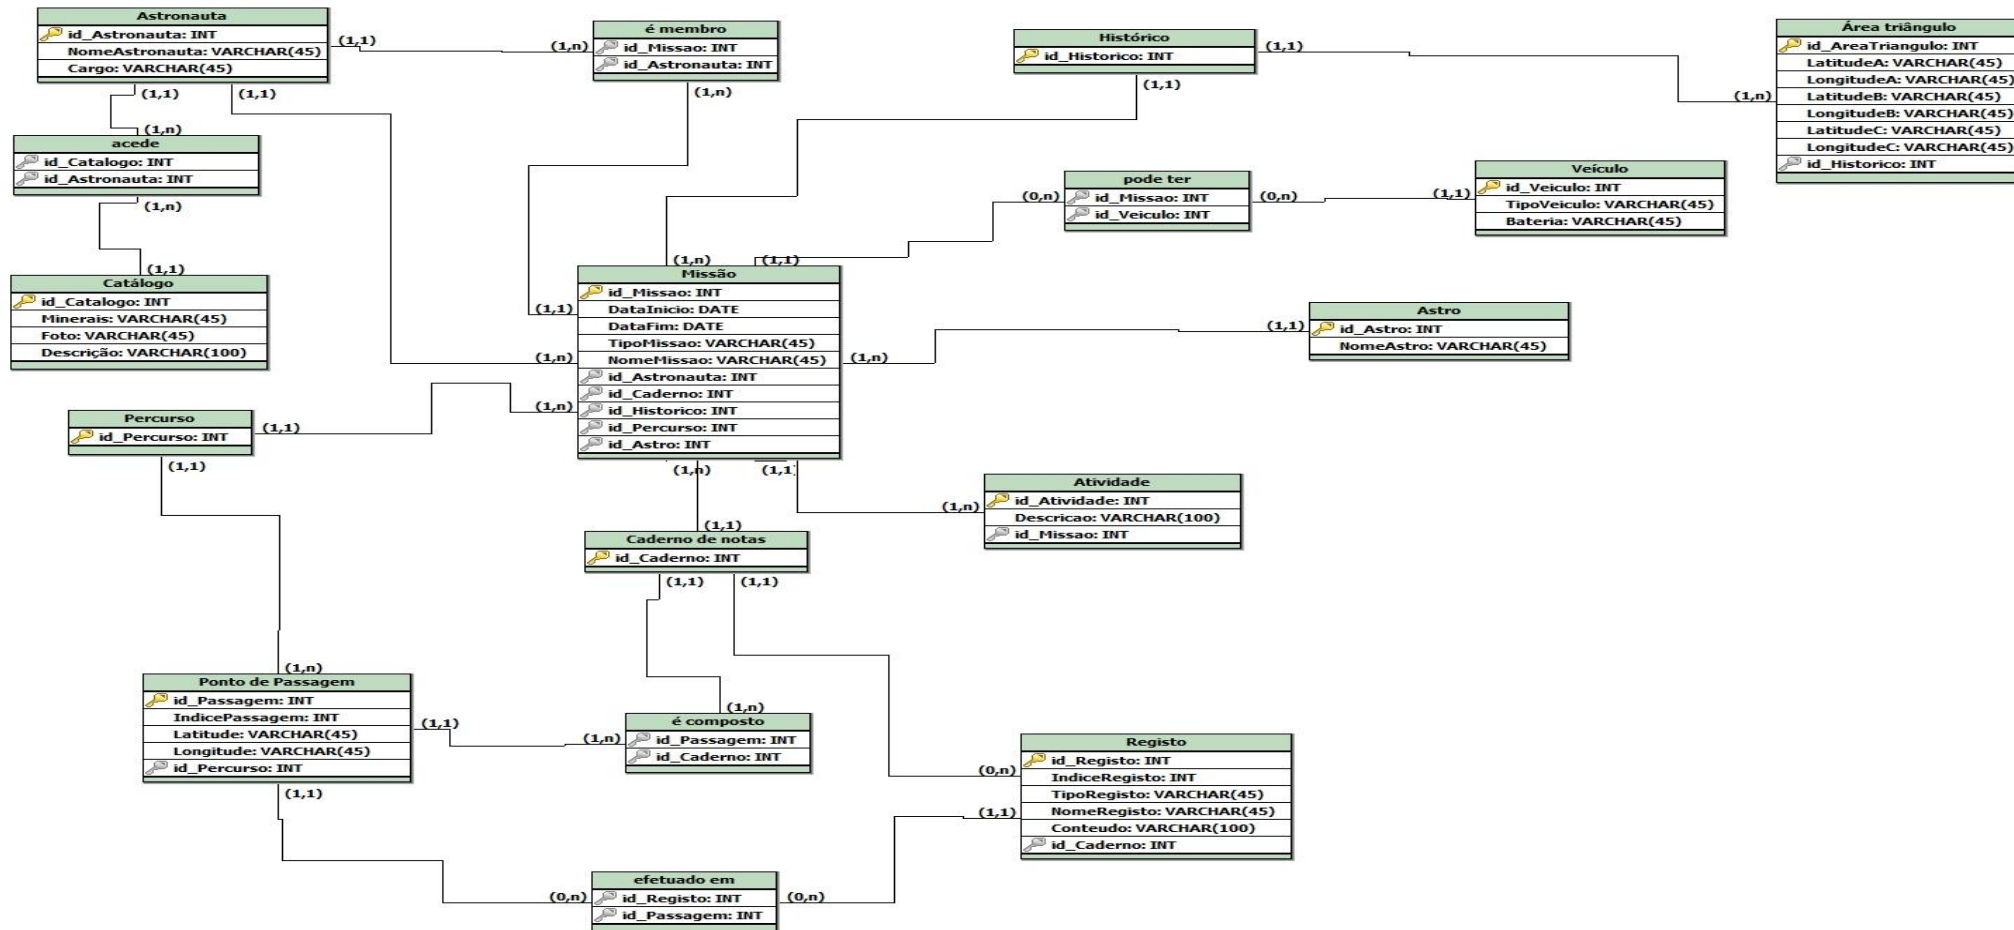 Astronauta
id_Astronauta: INT
NomeAstronauta: VARCHAR(45)
Cargo: VARCHAR(45)
(1,1)
(1,n)
é membro
id_Missao: INT
id_Astronauta: INT
(1,n)
Histórico
id_Historico: INT
(1,1)
(1,1)
(1,n)
Área triângulo
id_AreaTriangulo: INT
LatitudeA: VARCHAR(45)
LongitudeA: VARCHAR(45)
LatitudeB: VARCHAR(45)
LongitudeB: VARCHAR(45)
LatitudeC: VARCHAR(45)
LongitudeC: VARCHAR(45)
id_Historico: INT
(1,1)
(1,1)
(1,n)
acede
id_Catalogo: INT
id_Astronauta: INT
(1,n)
(1,1)
Catálogo
id_Catalogo: INT
Minerais: VARCHAR(45)
Foto: VARCHAR(45)
Descrição: VARCHAR(100)
(0,n)
pode ter
id_Missao: INT
id_Veiculo: INT
(0,n)
(1,1)
Veículo
id_Veiculo: INT
TipoVeiculo: VARCHAR(45)
Bateria: VARCHAR(45)
(1,n)
(1,1)
Missão
id_Missao: INT
DataInicio: DATE
DataFim: DATE
TipoMissao: VARCHAR(45)
NomeMissao: VARCHAR(45)
id_Astronauta: INT
id_Caderno: INT
id_Historico: INT
id_Percurso: INT
id_Astro: INT
(1,1)
(1,n)
(1,n)
(1,n)
(1,1)
Astro
id_Astro: INT
NomeAstro: VARCHAR(45)
Percurso
id_Percurso: INT
(1,1)
(1,1)
(1,n)
(1,1)
(1,n)
Atividade
id_Atividade: INT
Descricao: VARCHAR(100)
id_Missao: INT
(1,1)
Caderno de notas
id_Caderno: INT
(1,1)
(1,1)
(1,n)
Ponto de Passagem
id_Passagem: INT
IndicePassagem: INT
Latitude: VARCHAR(45)
Longitude: VARCHAR(45)
id_Percurso: INT
(1,1)
(1,1)
(1,n)
(1,n)
é composto
id_Passagem: INT
id_Caderno: INT
(0,n)
(1,1)
Registo
id_Registo: INT
IndiceRegisto: INT
TipoRegisto: VARCHAR(45)
NomeRegisto: VARCHAR(45)
Conteudo: VARCHAR(100)
id_Caderno: INT
(0,n)
efetuado em
id_Registo: INT
id_Passagem: INT
(0,n)